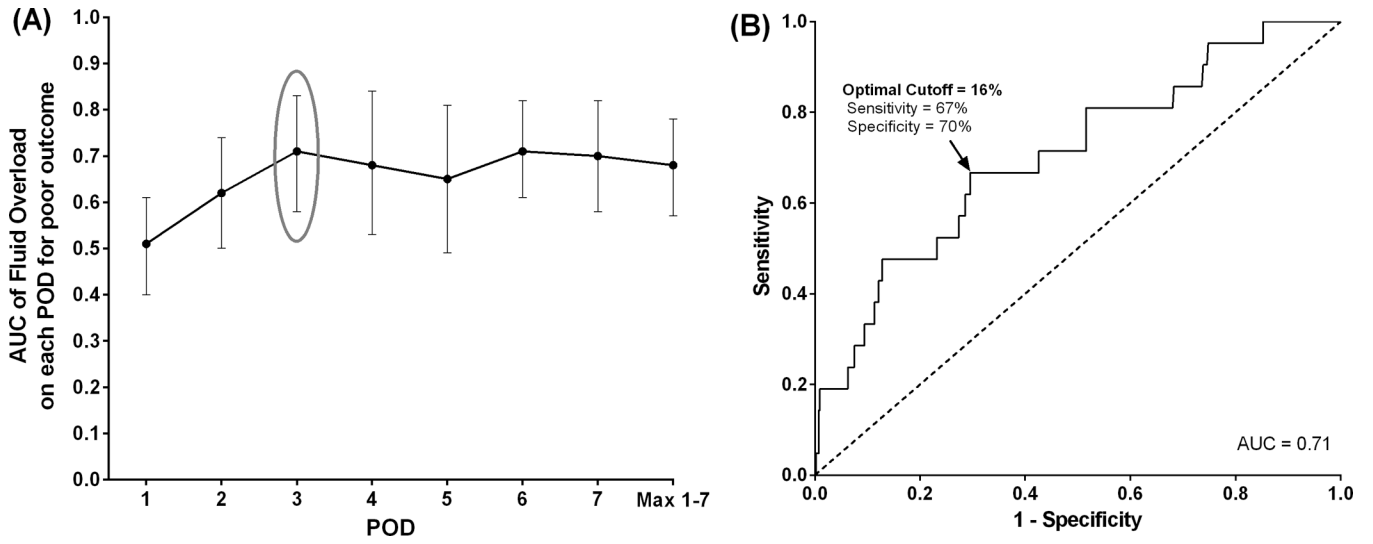 (A)
AUC of Fluid Overload
on each POD for poor outcome
1.0
0.9
0.8
0.7
0.6
0.5
0.4
0.3
0.2
0.1
0.0
1 2 3 4 5 6 7 Max 1-7
POD
(B)
Sensitivity
1.0
0.8
0.6
0.4
0.2
0.0
Optimal Cutoff = 16%
Sensitivity = 67%
Specificity = 70%
AUC = 0.71
0.0 0.2 0.4 0.6 0.8 1.0
1 - Specificity